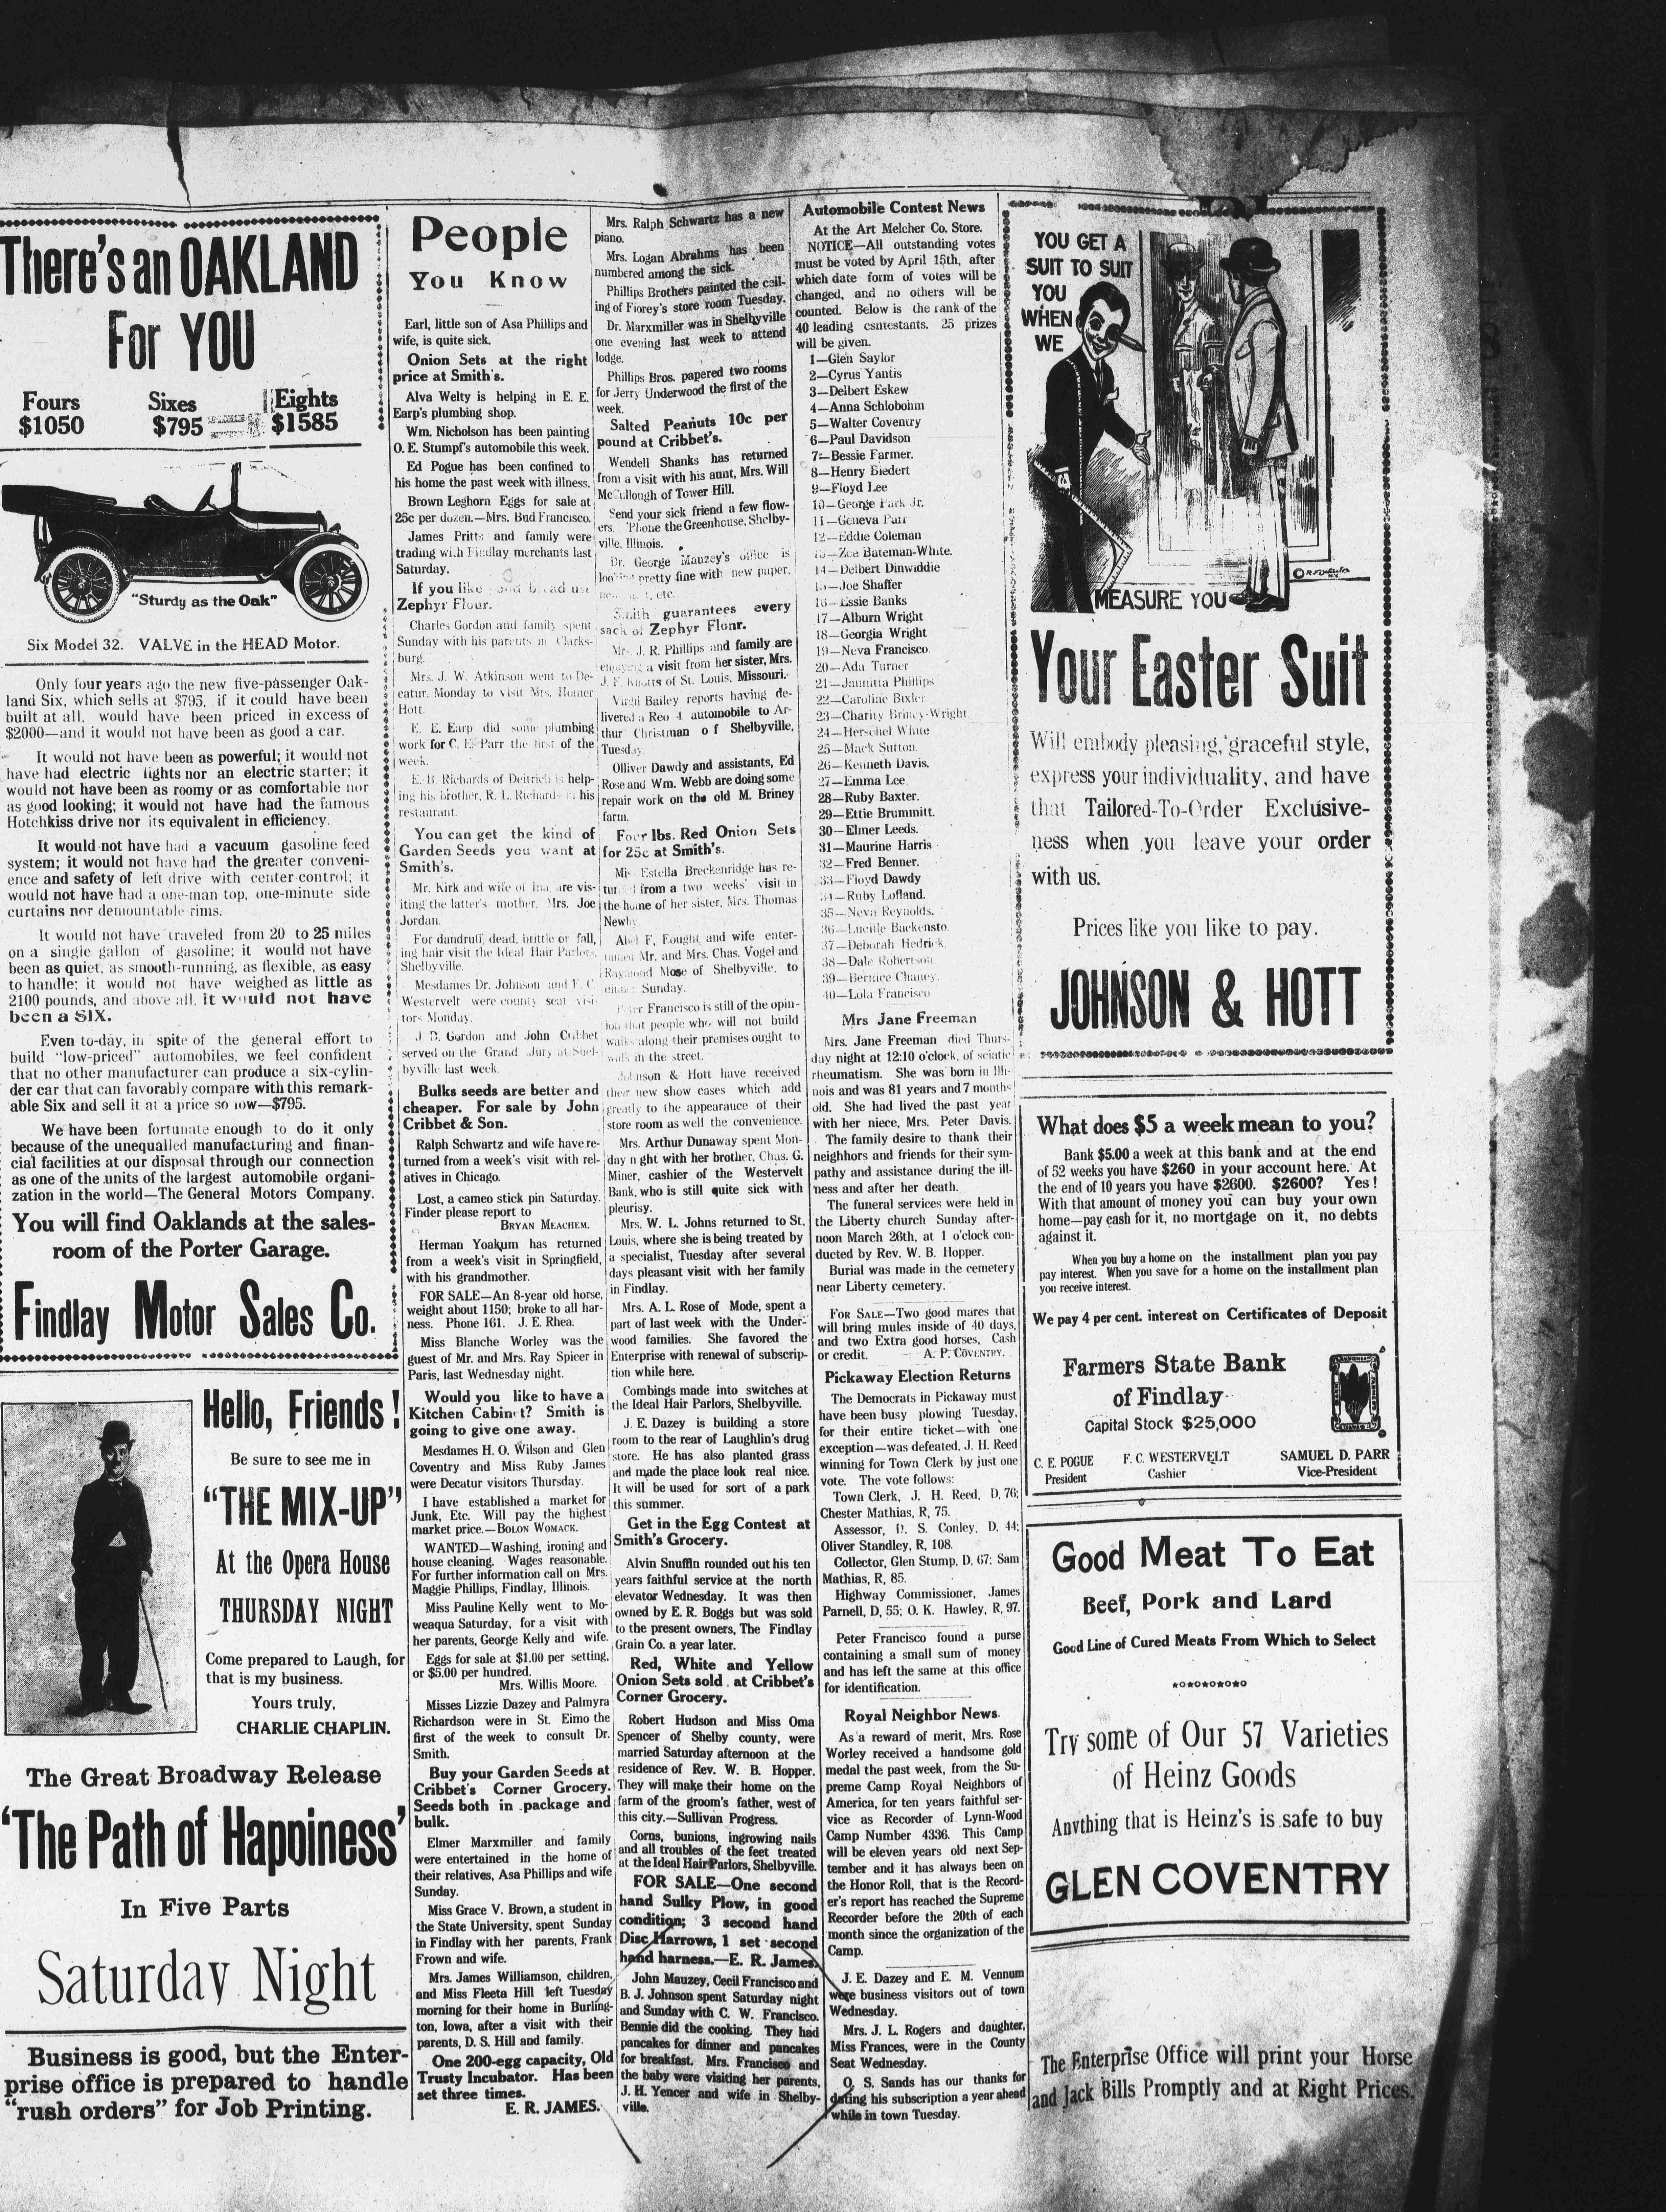 There's an OAKLAND
For YOU
Fours Sixes Eights
$1050 $795 $1585
"Sturdy as the Oak"
Six Model 32. VALVE in the HEAD Motor.
Only four years ago the new five-passenger Oak-
land Six, which sells at $795, if it could have been
built at all, would have been priced in excess of
$2000—and it would not have been as good a car.
It would not have been as powerful; it would not
have had electric lights nor an electric starter; it
would not have been as roomy or as comfortable nor
as good looking; it would not have had the famous
Hotchkiss drive nor its equivalent in efficiency.
It would not have had a vacuum gasoline feed
system; it would not have had the greater conveni-
ence and safety of left drive with center control; it
would not have had a one-man top, one-minute side
curtains nor demountable rims.
It would not have traveled from 20 to 25 miles
on a single gallon of gasoline; it would not have
been as quiet, as smooth-running, as flexible, as easy
to handle; it would not have weighed as little as
2100 pounds, and above all, it would not have
been a SIX.
Even to-day, in spite of the general effort to
build "low-priced" automobiles, we feel confident
that no other manufacturer can produce a six-cylin-
der car that can favorably compare with this remark-
able Six and sell it at a price so low—$795.
We have been fortunate enough to do it only
because of the unequalled manufacturing and finan-
cial facilities at our disposal through our connection
as one of the units of the largest automobile organi-
zation in the world—The General Motors Company.
You will find Oaklands at the sales-
room of the Porter Garage.
Findlay Motor Sales Co.
Hello, Friends!
Be sure to see me in
"THE MIX-UP"
At the Opera House
THURSDAY NIGHT
Come prepared to Laugh, for
that is my business.
Yours truly,
CHARLIE CHAPLIN.
The Great Broadway Release
'The Path of Happiness'
In Five Parts
Saturday Night
Business is good, but the Enter-
prise office is prepared to handle
"rush orders" for Job Printing.
People
You Know
Earl, little son of Asa Phillips and
wife, is quite sick.
Onion Sets at the right
price at Smith's.
Alva Welty is helping in E. E.
Earp's plumbing shop.
Wm. Nicholson has been painting
O. E. Stumpf's automobile this week.
Ed Pogue has been confined to
his home the past week with illness.
Brown Leghorn Eggs for sale at
25c per dozen.—Mrs. Bud Francisco.
James Pritts and family were
trading with Findlay merchants last
Saturday.
If you like good bread use
Zephyr Flour.
Charles Gordon and family spent
Sunday with his parents in Clarks-
burg.
Mrs. J. W. Atkinson went to De-
catur, Monday to visit Mrs. Homer
Hott.
E. E. Earp did some plumbing
work for C. E. Parr the first of the
week.
E. B. Richards of Deitrich is help-
ing his brother, R. L. Richards in his
restaurant.
You can get the kind of
Garden Seeds you want at
Smith's.
Mr. Kirk and wife of Ina are vis-
iting the latter's mother, Mrs. Joe
Jordan.
For dandruff, dead, brittle or fall,
ing hair visit the Ideal Hair Parlors,
Shelbyville.
Mesdames Dr. Johnson and F. C
Westervelt were county seat visi-
tors Monday.
J. B. Gordon and John Cribbet
served on the Grand Jury at Shel-
byville last week.
Bulks seeds are better and
cheaper. For sale by John
Cribbet & Son.
Ralph Schwartz and wife have re-
turned from a week's visit with rel-
atives in Chicago.
Lost, a cameo stick pin Saturday.
Finder please report to
BRYAN MEACHEM.
Herman Yoakum has returned
from a week's visit in Springfield,
with his grandmother.
FOR SALE—An 8-year old horse,
weight about 1150; broke to all har-
ness. Phone 161. J. E. Rhea.
Miss Blanche Worley was the
guest of Mr. and Mrs. Ray Spicer in
Paris, last Wednesday night.
Would you like to have a
Kitchen Cabinet? Smith is
going to give one away.
Mesdames H. O. Wilson and Glen
Coventry and Miss Ruby James
were Decatur visitors Thursday.
I have established a market for
Junk, Etc. Will pay the highest
market price.—BOLON WOMACK.
WANTED—Washing, ironing and
house cleaning. Wages reasonable.
For further information call on Mrs.
Maggie Phillips, Findlay, Illinois.
Miss Pauline Kelly went to Mo-
weaqua Saturday, for a visit with
her parents, George Kelly and wife.
Eggs for sale at $1.00 per setting,
or $5.00 per hundred.
Mrs. Willis Moore.
Misses Lizzie Dazey and Palmyra
Richardson were in St. Elmo the
first of the week to consult Dr.
Smith.
Buy your Garden Seeds at
Cribbet's Corner Grocery.
Seeds both in package and
bulk.
Elmer Marxmiller and family
were entertained in the home of
their relatives, Asa Phillips and wife
Sunday.
Miss Grace V. Brown, a student in
the State University, spent Sunday
in Findlay with her parents, Frank
Frown and wife.
Mrs. James Williamson, children,
and Miss Fleeta Hill left Tuesday
morning for their home in Burling-
ton, Iowa, after a visit with their
parents, D. S. Hill and family.
One 200-egg capacity, Old
Trusty Incubator. Has been
set three times.
E. R. JAMES.
Mrs. Ralph Schwartz has a new
piano.
Mrs. Logan Abrahms has been
numbered among the sick.
Phillips Brothers painted the ceil-
ing of Fiorey's store room Tuesday.
Dr. Marxmiller was in Shelbyville
one evening last week to attend
lodge.
Phillips Bros. papered two rooms
for Jerry Underwood the first of the
week.
Salted Peanuts 10c per
pound at Cribbet's.
Wendell Shanks has returned
from a visit with his aunt, Mrs. Will
McCullough of Tower Hill.
Send your sick friend a few flow-
ers. 'Phone the Greenhouse, Shelby-
ville, Illinois.
Dr. George Mauzey's office is
looking pretty fine with new paper,
etc.
Smith guarantees every
sack of Zephyr Flonr.
Mrs. J. R. Phillips and family are
enjoying a visit from her sister, Mrs.
J. F. Knotts of St. Louis, Missouri.
Virgil Bailey reports having de-
livered a Reo 4 automobile to Ar-
thur Christman of Shelbyville,
Tuesday.
Olliver Dawdy and assistants, Ed
Rose and Wm. Webb are doing some
repair work on the old M. Briney
farm.
Four lbs. Red Onion Sets
for 25c at Smith's.
Miss Estella Breckenridge has re-
turned from a two weeks' visit in
the home of her sister, Mrs. Thomas
Newby.
Abel F. Fought and wife enter-
tained Mr. and Mrs. Chas. Vogel and
Raymond Mose of Shelbyville, to
dinner Sunday.
Peter Francisco is still of the opin-
ion that people who will not build
walks along their premises ought to
walk in the street.
Johnson & Hott have received
their new show cases which add
greatly to the appearance of their
store room as well the convenience.
Mrs. Arthur Dunaway spent Mon-
day night with her brother, Chas. G.
Miner, cashier of the Westervelt
Bank, who is still quite sick with
pleurisy.
Mrs. W. L. Johns returned to St.
Louis, where she is being treated by
a specialist, Tuesday after several
days pleasant visit with her family
in Findlay.
Mrs. A. L. Rose of Mode, spent a
part of last week with the Under-
wood families. She favored the
Enterprise with renewal of subscrip-
tion while here.
Combings made into switches at
the Ideal Hair Parlors, Shelbyville.
J. E. Dazey is building a store
room to the rear of Laughlin's drug
store. He has also planted grass
and made the place look real nice.
It will be used for sort of a park
this summer.
Get in the Egg Contest at
Smith's Grocery.
Alvin Snuffin rounded out his ten
years faithful service at the north
elevator Wednesday. It was then
owned by E. R. Boggs but was sold
to the present owners, The Findlay
Grain Co. a year later.
Red, White and Yellow
Onion Sets sold at Cribbet's
Corner Grocery.
Robert Hudson and Miss Oma
Spencer of Shelby county, were
married Saturday afternoon at the
residence of Rev. W. B. Hopper.
They will make their home on the
farm of the groom's father, west of
this city.—Sullivan Progress.
Corns, bunions, ingrowing nails
and all troubles of the feet treated
at the Ideal Hair Parlors, Shelbyville.
FOR SALE—One second
hand Sulky Plow, in good
condition; 3 second hand
Disc Harrows, 1 set second
hand harness.—E. R. James.
John Mauzey, Cecil Francisco and
B. J. Johnson spent Saturday night
and Sunday with C. W. Francisco.
Bennie did the cooking. They had
pancakes for dinner and pancakes
for breakfast. Mrs. Francisco and
the baby were visiting her parents,
J. H. Yencer and wife in Shelby-
ville.
Automobile Contest News
At the Art Melcher Co. Store.
NOTICE—All outstanding votes
must be voted by April 15th, after
which date form of votes will be
changed, and no others will be
counted. Below is the rank of the
40 leading csntestants. 25 prizes
will be given.
1—Glen Saylor
2—Cyrus Yantis
3—Delbert Eskew
4—Anna Schlobohm
5—Walter Coventry
6—Paul Davidson
7—Bessie Farmer.
8—Henry Biedert
9—Floyd Lee
10—George Park Jr.
11—Geneva Parr
12—Eddie Coleman
13—Zoe Bateman-White.
14—Delbert Dinwiddie
15—Joe Shaffer
16—Essie Banks
17—Alburn Wright
18—Georgia Wright
19—Neva Francisco
20—Ada Turner
21—Jaunitia Phillips
22—Caroline Bixler
23—Charity Briney-Wright
24—Herschel White
25—Mack Sutton.
26—Kenneth Davis.
27—Emma Lee
28—Ruby Baxter.
29—Ettie Brummitt.
30—Elmer Leeds.
31—Maurine Harris
32—Fred Benner.
33—Floyd Dawdy
34—Ruby Lofland.
35—Neva Reynolds.
36—Lucille Backensto.
37—Deborah Hedrick.
38—Dale Robertson.
39—Bernice Chaney.
40—Lola Francisco
Mrs Jane Freeman
Mrs. Jane Freeman died Thurs-
day night at 12:10 o'clock, of sciatic
rheumatism. She was born in Illi-
nois and was 81 years and 7 months
old. She had lived the past year
with her niece, Mrs. Peter Davis.
The family desire to thank their
neighbors and friends for their sym-
pathy and assistance during the ill-
ness and after her death.
The funeral services were held in
the Liberty church Sunday after-
noon March 26th, at 1 o'clock con-
ducted by Rev. W. B. Hopper.
Burial was made in the cemetery
near Liberty cemetery.
FOR SALE—Two good mares that
will bring mules inside of 40 days,
and two Extra good horses, Cash
or credit. A. P. COVENTRY.
Pickaway Election Returns
The Democrats in Pickaway must
have been busy plowing Tuesday,
for their entire ticket—with one
exception—was defeated, J. H. Reed
winning for Town Clerk by just one
vote. The vote follows:
Town Clerk, J. H. Reed, D, 76;
Chester Mathias, R, 75.
Assessor, D. S. Conley, D. 44;
Oliver Standley, R, 108.
Collector, Glen Stump, D, 67; Sam
Mathias, R, 85.
Highway Commissioner, James
Parnell, D, 55; O. K. Hawley, R, 97.
Peter Francisco found a purse
containing a small sum of money
and has left the same at this office
for identification.
Royal Neighbor News
As a reward of merit, Mrs. Rose
Worley received a handsome gold
medal the past week, from the Su-
preme Camp Royal Neighbors of
America, for ten years faithful ser-
vice as Recorder of Lynn-Wood
Camp Number 4336. This Camp
will be eleven years old next Sep-
tember and it has always been on
the Honor Roll, that is the Record-
er's report has reached the Supreme
Recorder before the 20th of each
month since the organization of the
Camp.
J. E. Dazey and E. M. Vennum
were business visitors out of town
Wednesday.
Mrs. J. L. Rogers and daughter,
Miss Frances, were in the County
Seat Wednesday.
O. S. Sands has our thanks for
dating his subscription a year ahead
while in town Tuesday.
YOU GET A
SUIT TO SUIT
YOU
WHEN
WE
MEASURE YOU
Your Easter Suit
Will embody pleasing, graceful style,
express your individuality, and have
that Tailored-To-Order Exclusive-
ness when you leave your order
with us.
Prices like you like to pay.
JOHNSON & HOTT
What does $5 a week mean to you?
Bank $5.00 a week at this bank and at the end
of 52 weeks you have $260 in your account here. At
the end of 10 years you have $2600. $2600? Yes!
With that amount of money you can buy your own
home—pay cash for it, no mortgage on it, no debts
against it.
When you buy a home on the installment plan you pay
pay interest. When you save for a home on the installment plan
you receive interest.
We pay 4 per cent. interest on Certificates of Deposit
Farmers State Bank
of Findlay
Capital Stock $25,000
C. E. POGUE F. C. WESTERVELT SAMUEL D. PARR
President Cashier Vice-President
Good Meat To Eat
Beef, Pork and Lard
Good Line of Cured Meats From Which to Select
*o*o*o*o*o
Try some of Our 57 Varieties
of Heinz Goods
Anything that is Heinz's is safe to buy
GLEN COVENTRY
The Enterprise Office will print your Horse
and Jack Bills Promptly and at Right Prices.